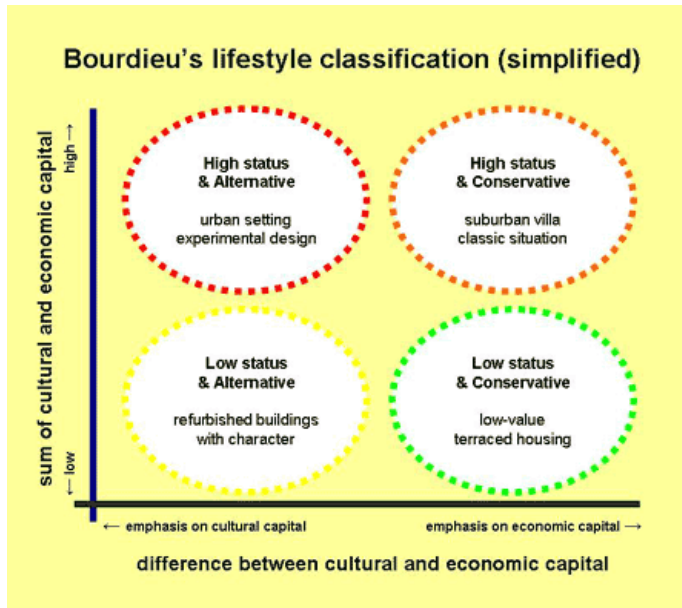 Bourdieu's lifestyle classification (simplified)
sum of cultural and economic capital
high →
← low
High status
& Alternative
urban setting
experimental design
High status
& Conservative
suburban villa
classic situation
Low status
& Alternative
refurbished buildings
with character
Low status
& Conservative
low-value
terraced housing
← emphasis on cultural capital
emphasis on economic capital →
difference between cultural and economic capital